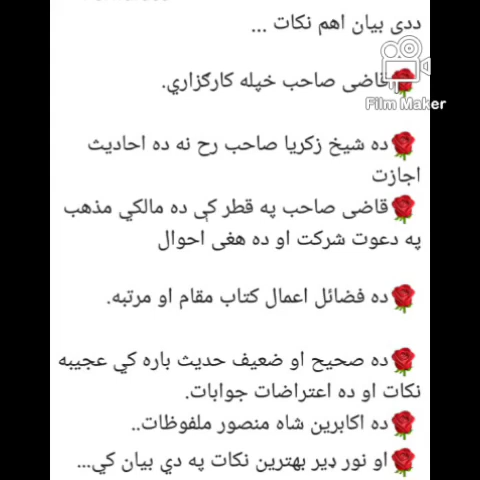 ددی بیان اهم نکات ...
Film Maker
🌹قاضی صاحب خپله کارگزاري.
🌹ده شیخ زکریا صاحب رح نه ده احادیث
اجازت
🌹قاضی صاحب په قطر کې ده مالکي مذهب
په دعوت شرکت او ده هغی احوال
🌹ده فضائل اعمال کتاب مقام او مرتبه.
🌹ده صحیح او ضعیف حدیث باره کې عجیبه
نکات او ده اعتراضات جوابات.
🌹ده اکابرین شاه منصور ملفوظات..
🌹او نور ډیر بهترین نکات په دې بیان کې...